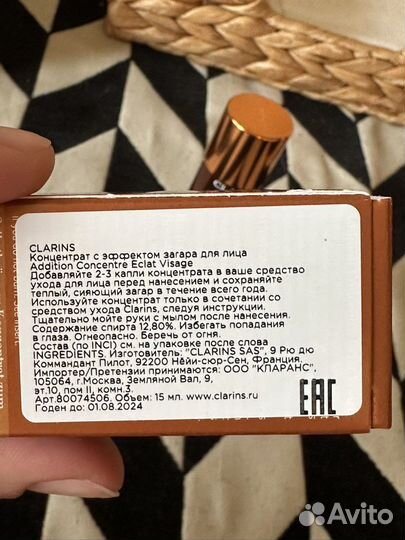 CLARINS
Концентрат с эффектом загара для лица
Addition Concentre Eclat Visage
Добавляйте 2-3 капли концентрата в ваше средство
ухода для лица перед нанесением и сохраняйте
теплый, сияющий загар в течение всего года.
Используйте концентрат только в сочетании со
средством ухода Clarins, следуя инструкции.
Тщательно мойте руки с мылом после нанесения.
Содержание спирта 12,80%. Избегать попадания
в глаза. Огнеопасно, беречь от огня.
Состав (по INCI) см. на упаковке после слова
INGREDIENTS. Изготовитель: "CLARINS SAS", 9 Рю дю
Коммандант Пилот, 92200 Нёйи-сюр-Сен, Франция.
Импортер/Претензии принимаются: ООО "КЛАРАНС",
105064, г.Москва, Земляной Вал, 9,
эт.10, пом II, комн.3.
Арт.80074506. Объем: 15 мл. www.clarins.ru
Годен до: 01.08.2024
EAC
Avito